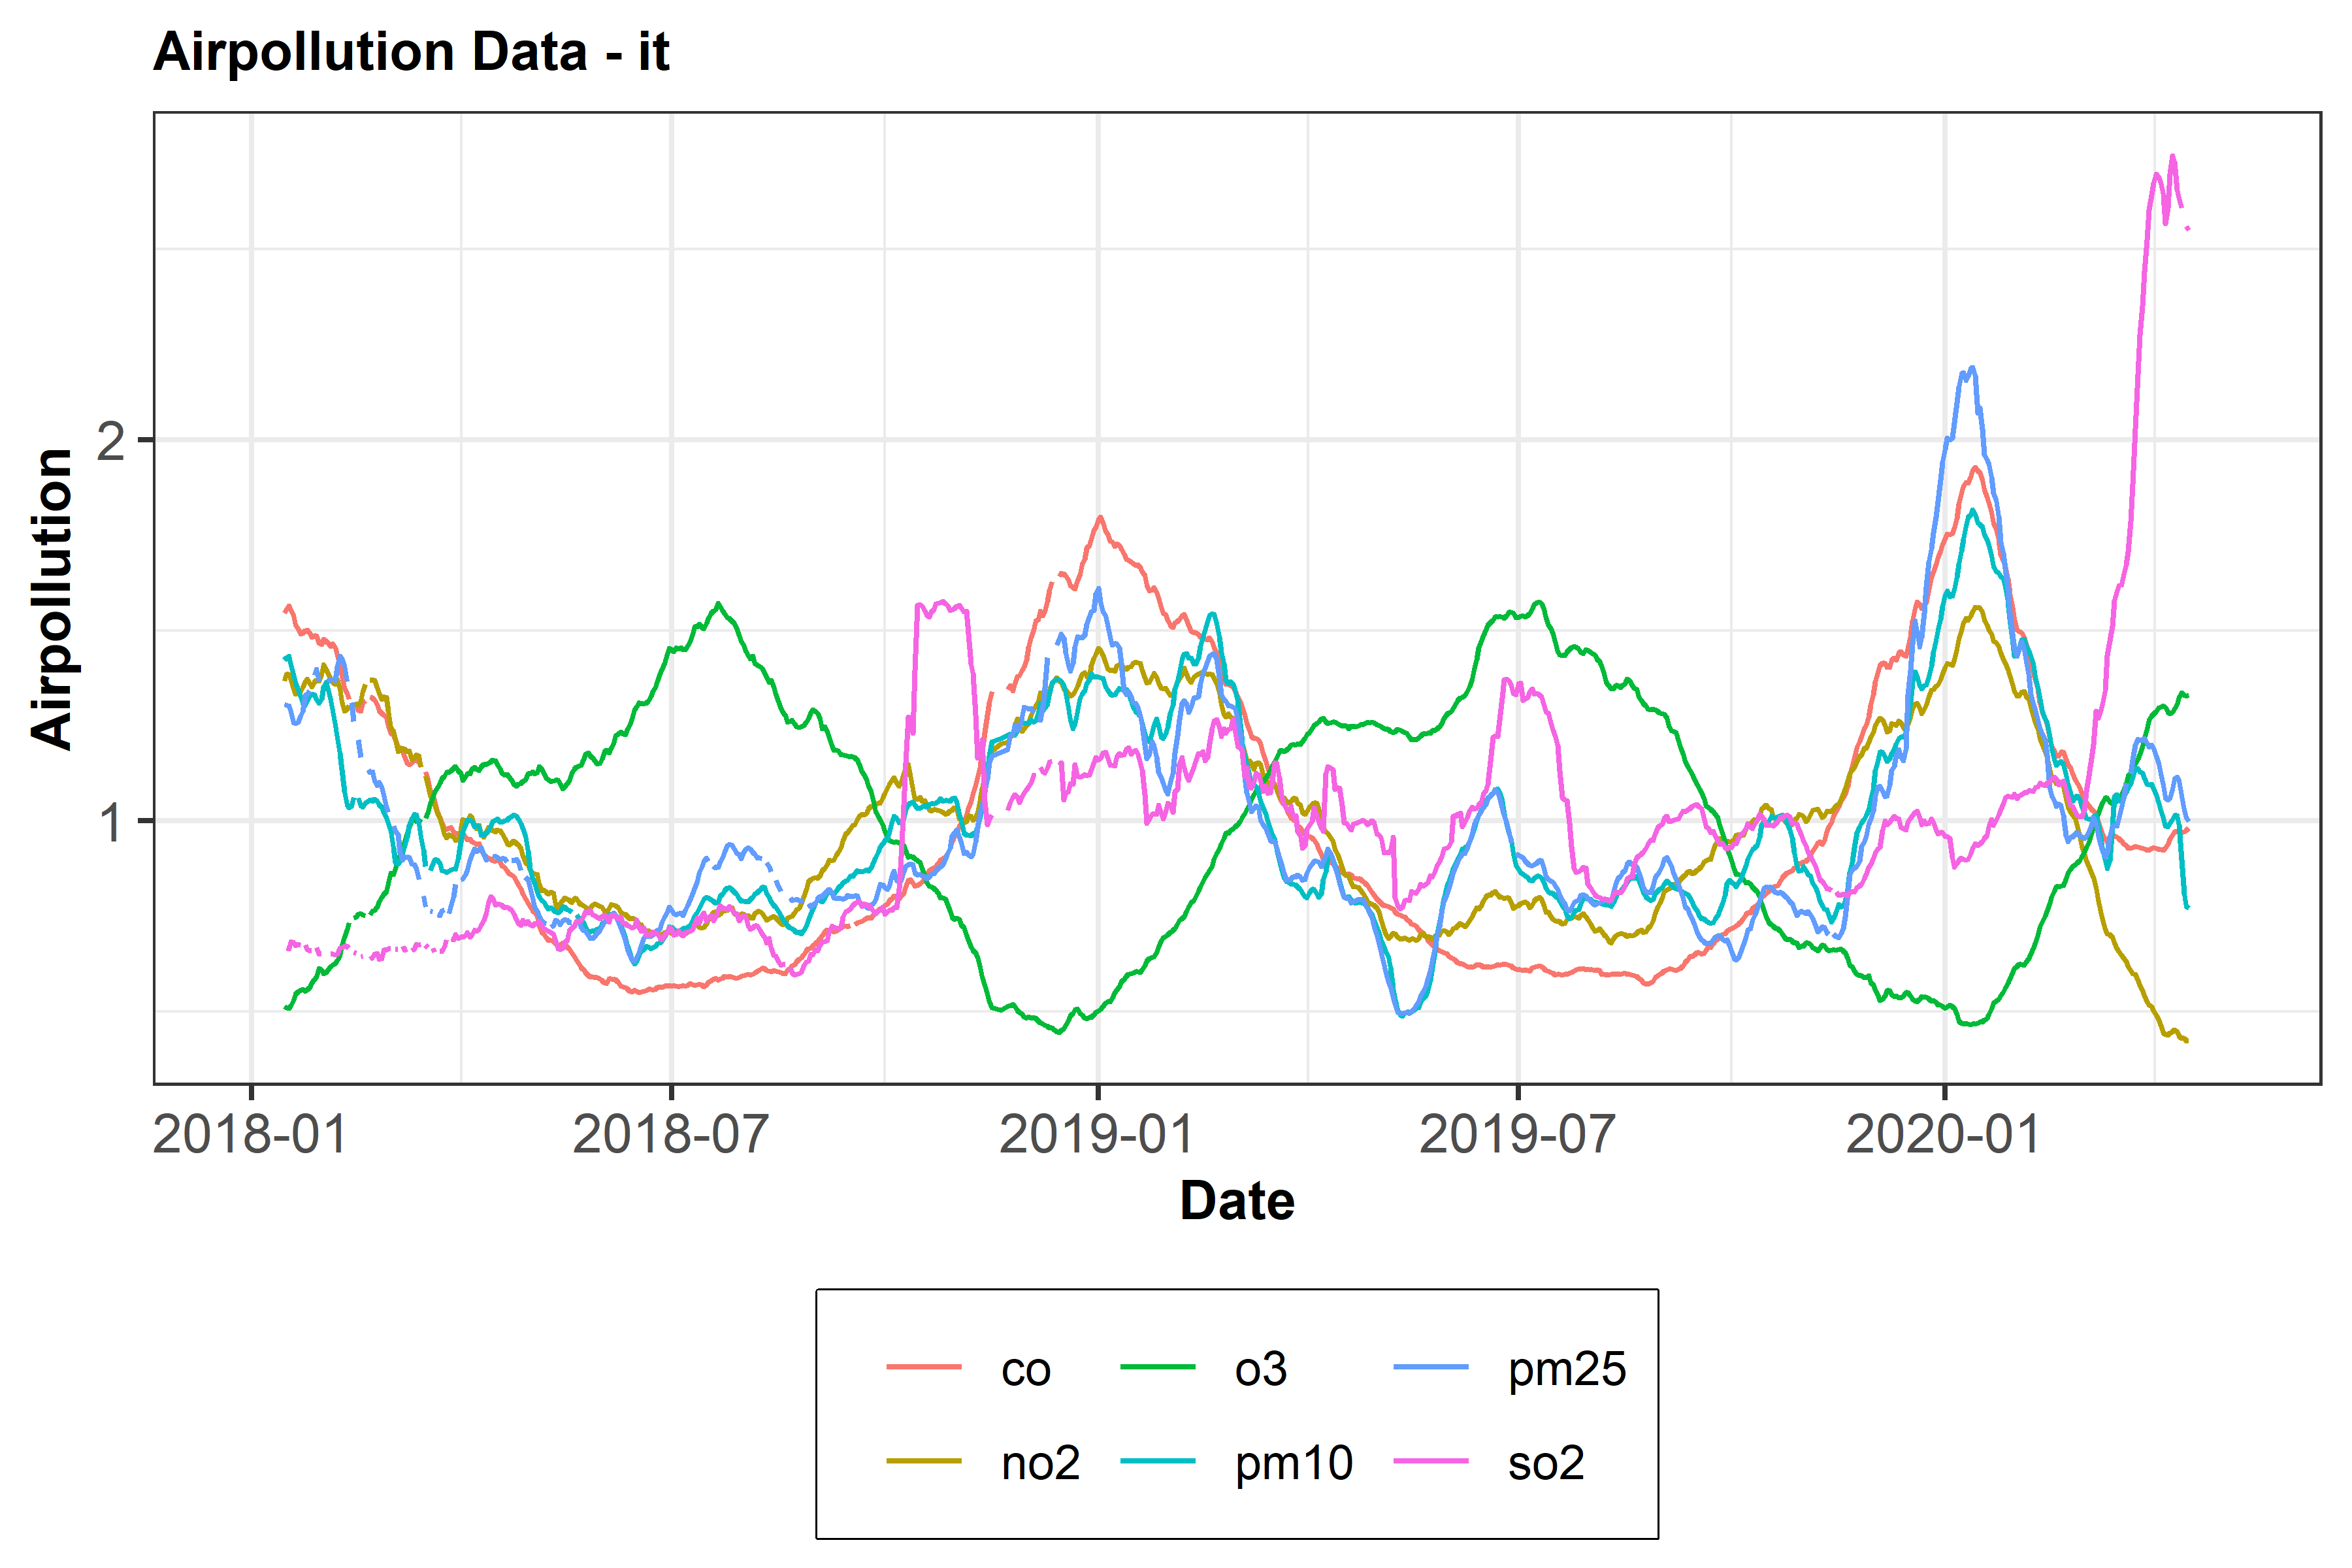 Airpollution Data - it
Airpollution
2
1
2018-01 2018-07 2019-01 2019-07 2020-01
Date
co o3 pm25
no2 pm10 so2